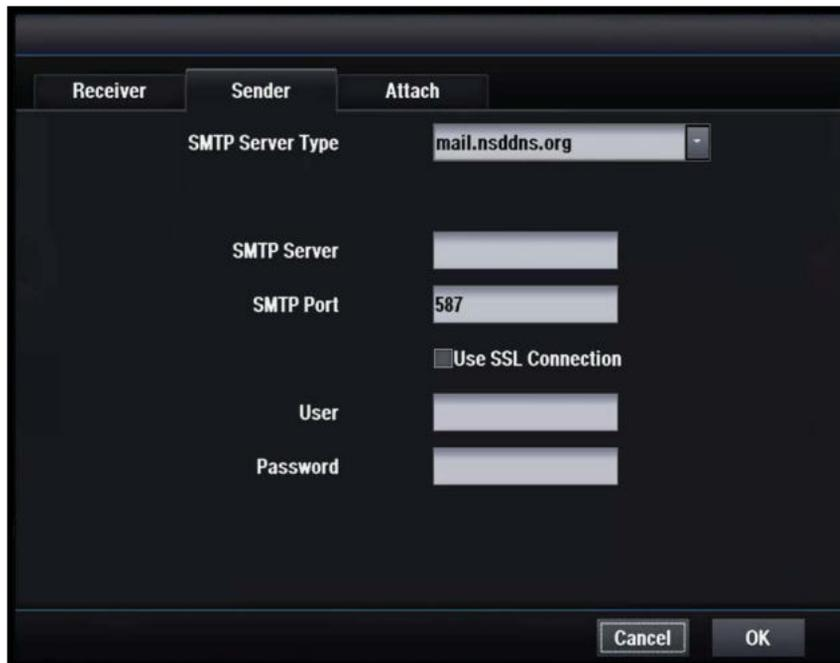 Receiver Sender Attach
SMTP Server Type mail.nsddns.org
SMTP Server
SMTP Port 587
Use SSL Connection
User
Password
Cancel OK